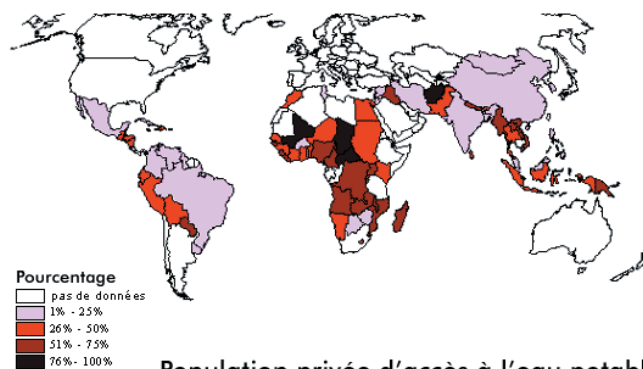 Pourcentage
pas de données
1% - 25%
26% - 50%
51% - 75%
76% - 100%
Population privée d'accès à l'eau potabl